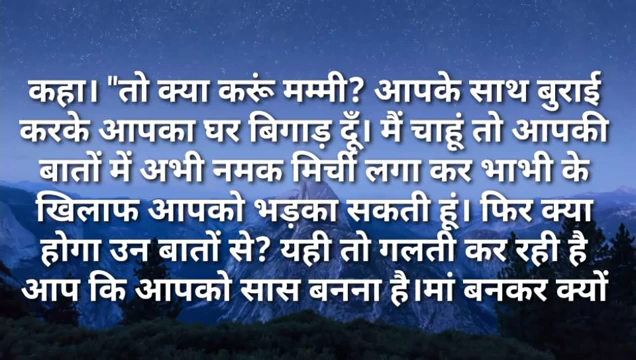 कहा। "तो क्या करूं मम्मी? आपके साथ बुराई
करके आपका घर बिगाड़ दूँ। मैं चाहूं तो आपकी
बातों में अभी नमक मिर्ची लगा कर भाभी के
खिलाफ आपको भड़का सकती हूं। फिर क्या
होगा उन बातों से? यही तो गलती कर रही है
आप कि आपको सास बनना है।मां बनकर क्यों